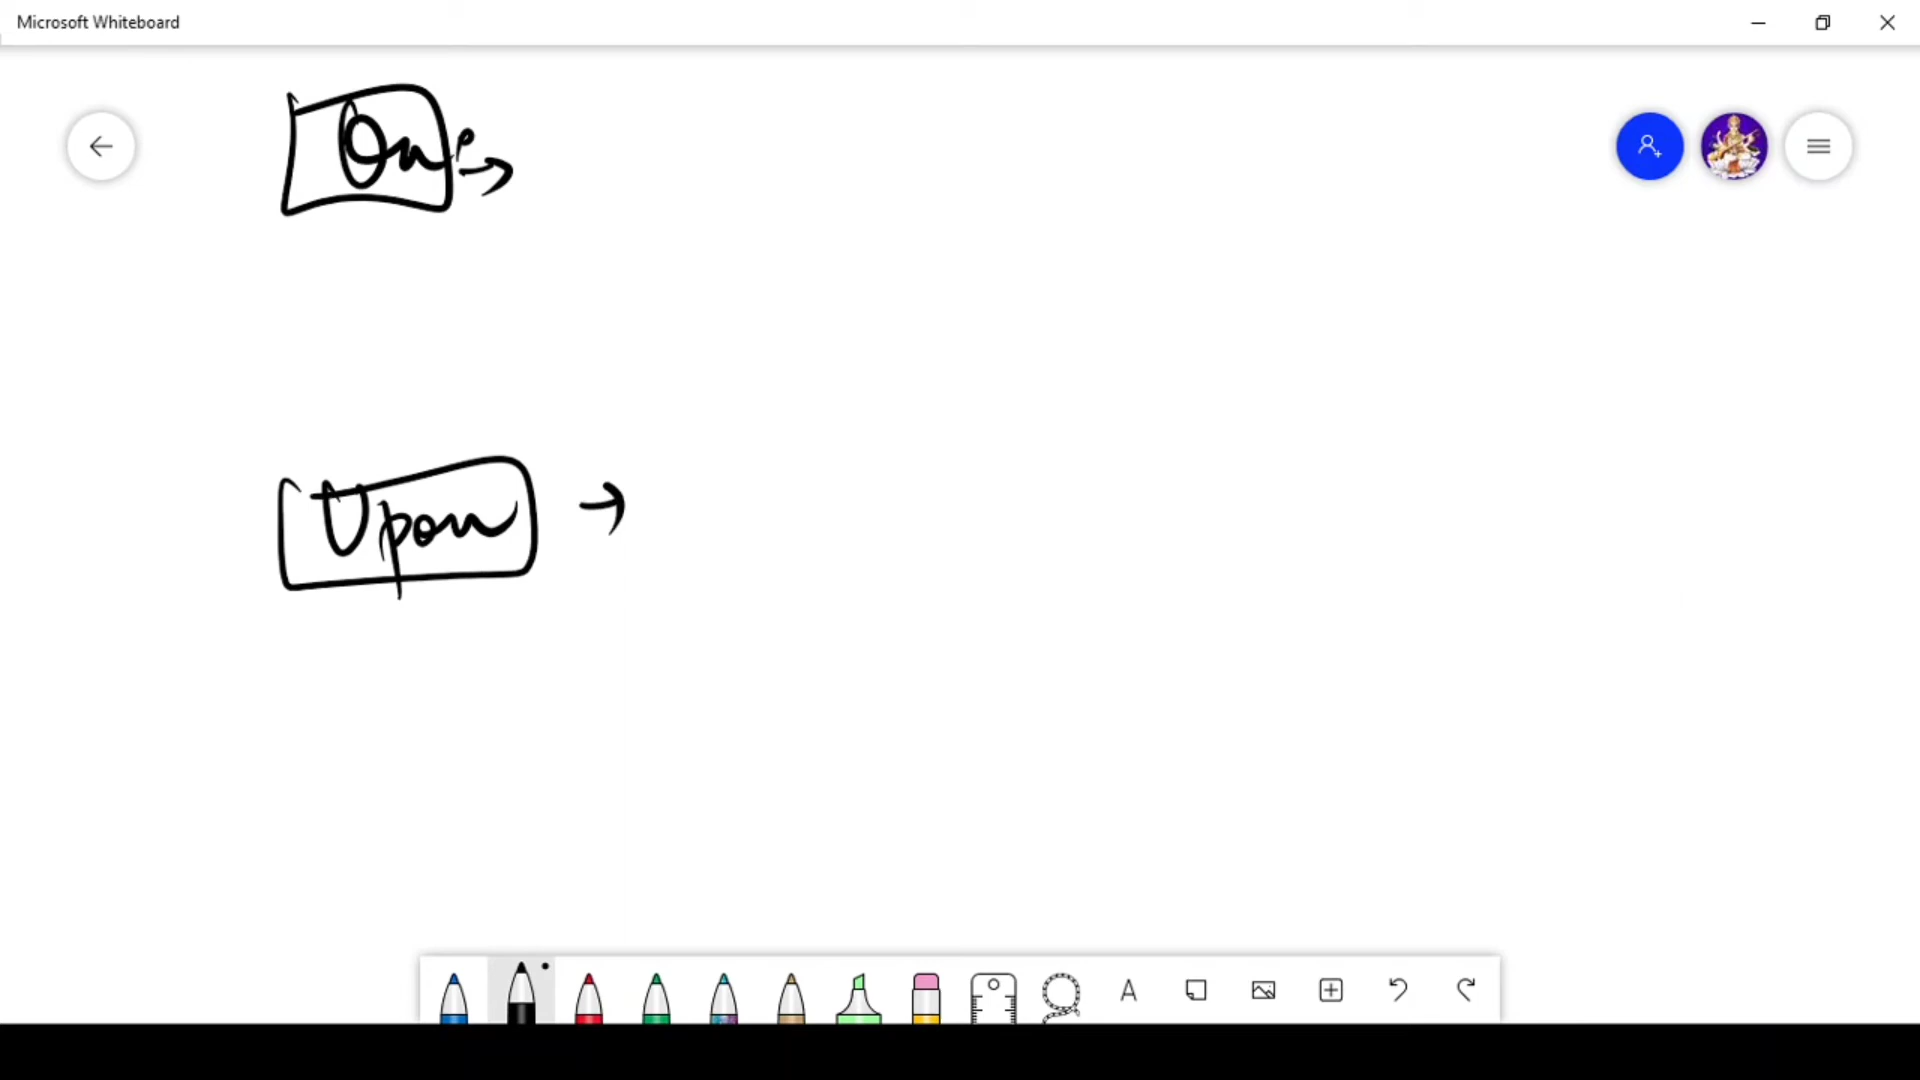 Microsoft Whiteboard
On →
Upon →
A